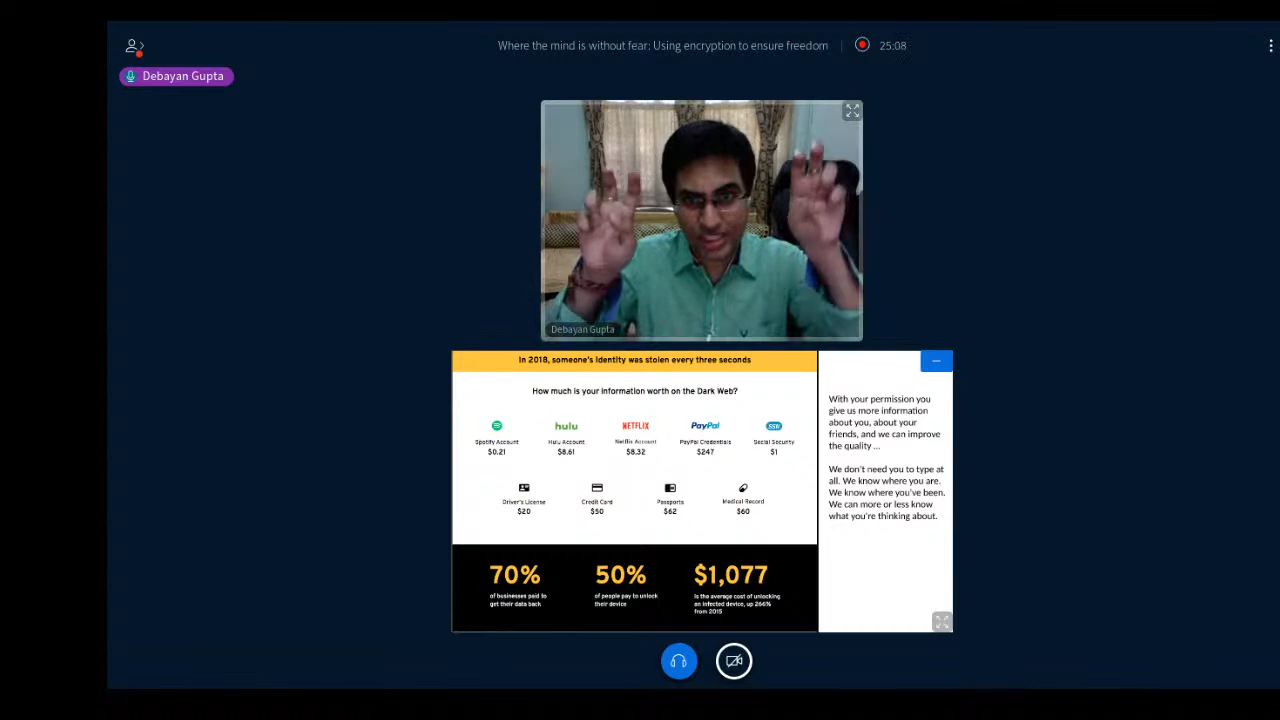 Where the mind is without fear: Using encryption to ensure freedom
25:08
Debayan Gupta
Debayan Gupta
In 2018, someone's identity was stolen every three seconds
How much is your information worth on the Dark Web?
hulu NETFLIX PayPal SSN
Spotify Account Hulu Account Netflix Account PayPal Credentials Social Security
$0.21 $8.61 $8.32 $247 $1
Driver's License Credit Card Passports Medical Record
$20 $50 $62 $60
70% 50% $1,077
of businesses paid to of people pay to unlock is the average cost of unlocking
get their data back their device an infected device, up 266%
from 2015
With your permission you
give us more information
about you, about your
friends, and we can improve
the quality ...
We don't need you to type at
all. We know where you are.
We know where you've been.
We can more or less know
what you're thinking about.